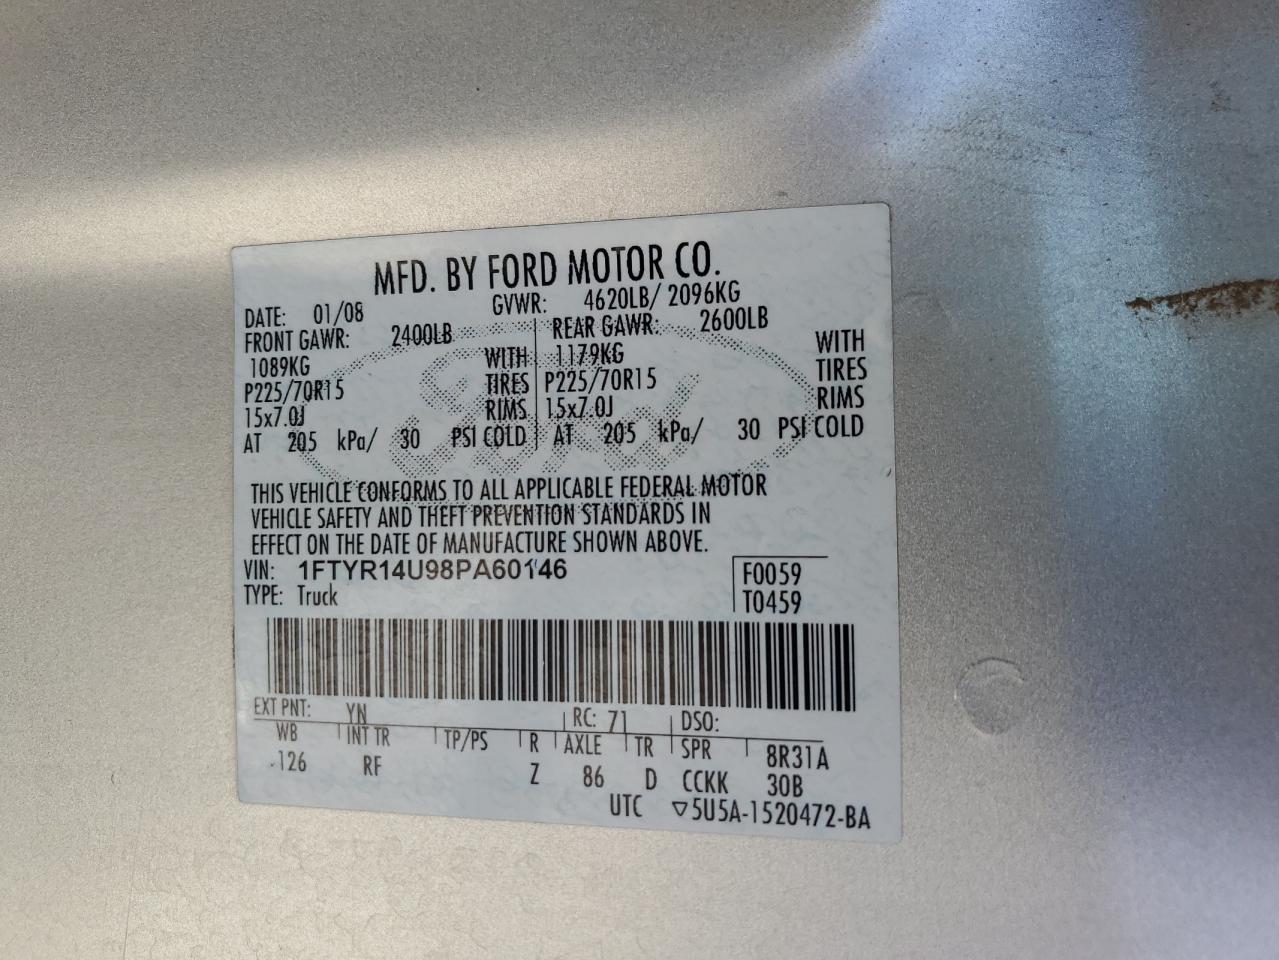 MFD. BY FORD MOTOR CO.
DATE: 01/08 GVWR: 4620LB/ 2096KG
FRONT GAWR: 2400LB REAR GAWR: 2600LB
1089KG WITH 1179KG WITH
P225/70R15 TIRES P225/70R15 TIRES
15x7.0J RIMS 15x7.0J RIMS
AT 205 kPa/ 30 PSI COLD AT 205 kPa/ 30 PSI COLD
THIS VEHICLE CONFORMS TO ALL APPLICABLE FEDERAL MOTOR
VEHICLE SAFETY AND THEFT PREVENTION STANDARDS IN
EFFECT ON THE DATE OF MANUFACTURE SHOWN ABOVE.
VIN: 1FTYR14U98PA60146 F0059
TYPE: Truck T0459
EXT PNT: YN RC: 71 DSO:
WB INT TR TP/PS R AXLE TR SPR 8R31A
126 RF Z 86 D CCKK 30B
UTC ▽5U5A-1520472-BA
Ford